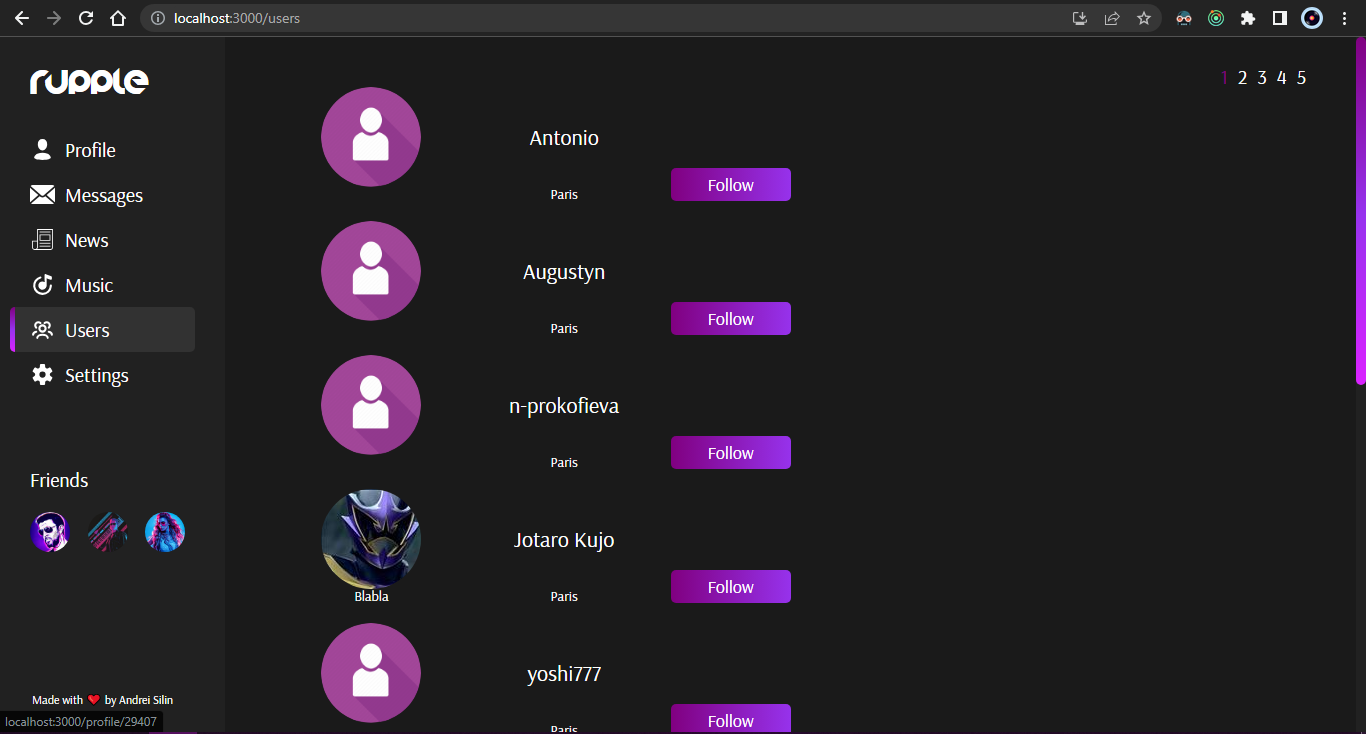 localhost:3000/users
rupple
1 2 3 4 5
Profile
Messages
News
Music
Users
Settings
Friends
Made with ❤ by Andrei Silin
localhost:3000/profile/29407
Antonio
Paris
Follow
Augustyn
Paris
Follow
n-prokofieva
Paris
Follow
Jotaro Kujo
Blabla
Paris
Follow
yoshi777
Paris
Follow